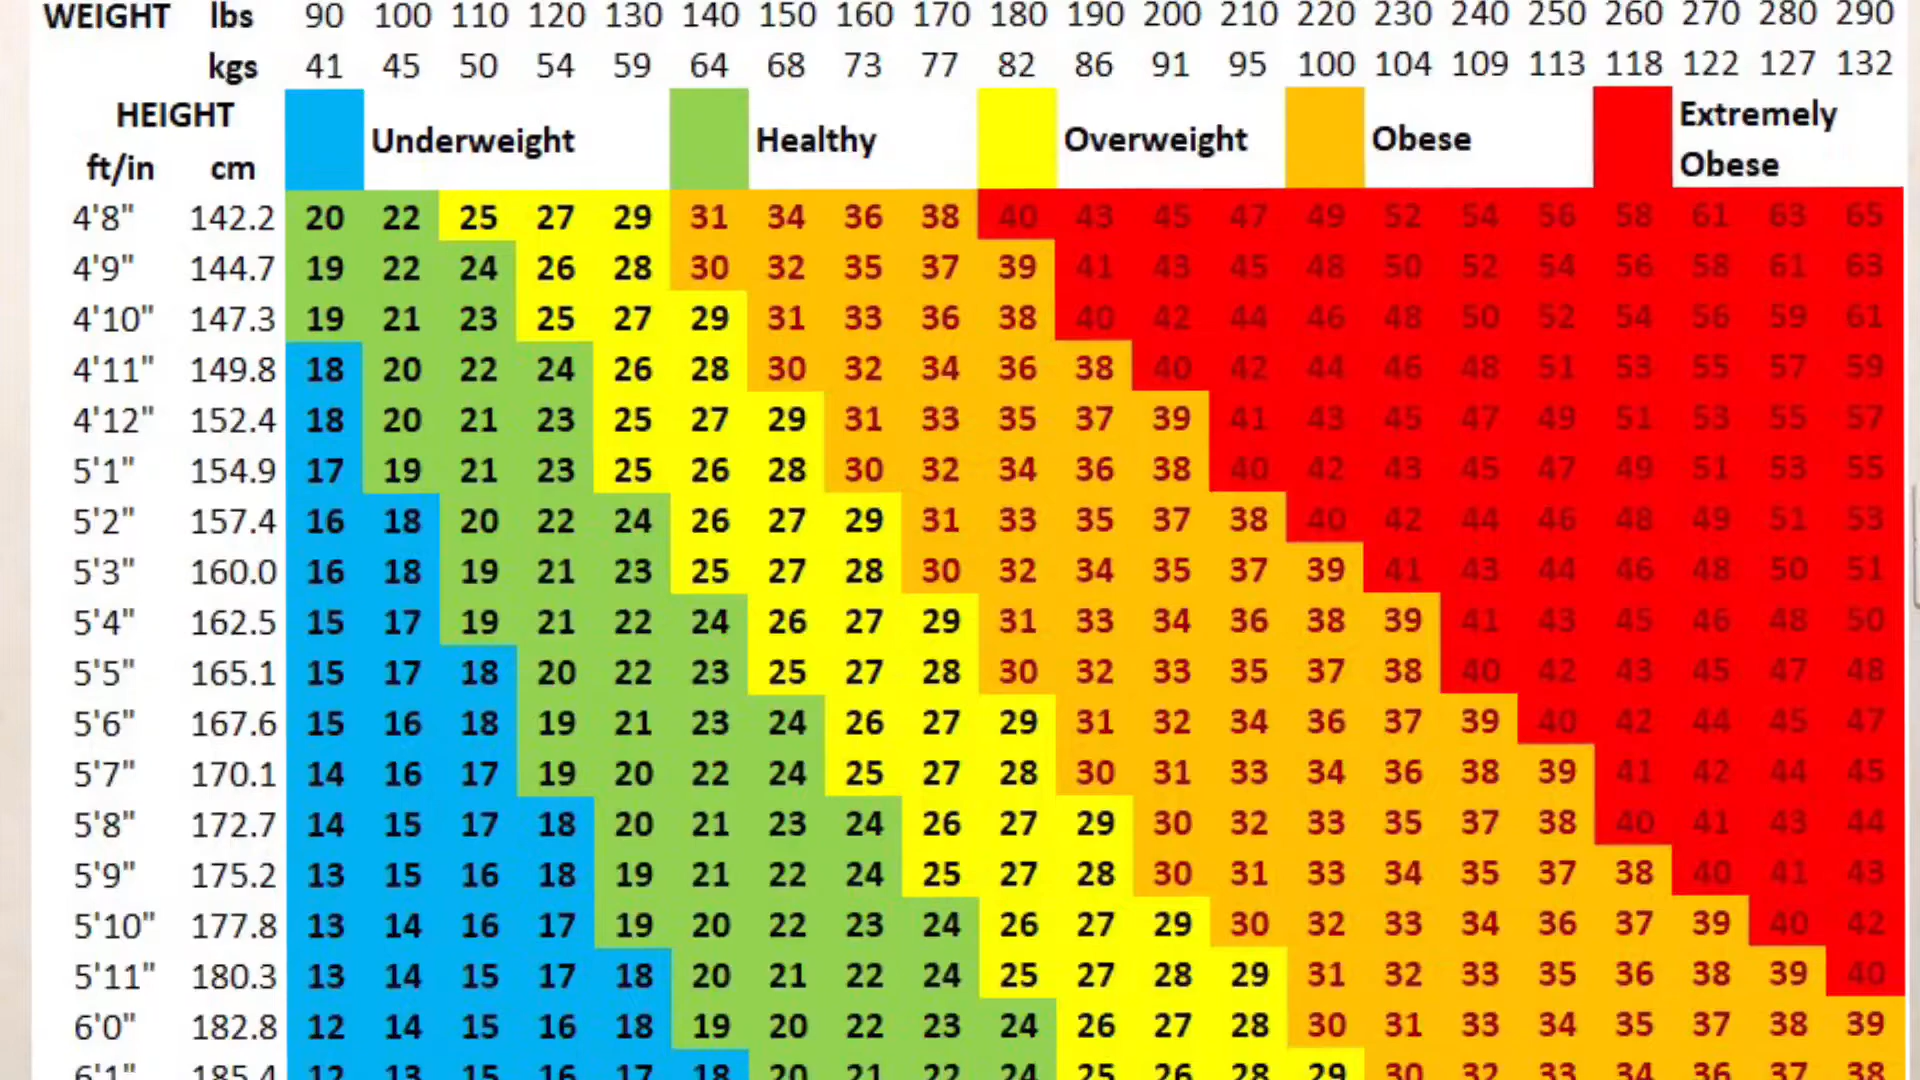 WEIGHT lbs 90 100 110 120 130 140 150 160 170 180 190 200 210 220 230 240 250 260 270 280 290
kgs 41 45 50 54 59 64 68 73 77 82 86 91 95 100 104 109 113 118 122 127 132
HEIGHT Underweight Healthy Overweight Obese Extremely Obese
ft/in cm
4'8" 142.2 20 22 25 27 29 31 34 36 38 40 43 45 47 49 52 54 56 58 61 63 65
4'9" 144.7 19 22 24 26 28 30 32 35 37 39 41 43 45 48 50 52 54 56 58 61 63
4'10" 147.3 19 21 23 25 27 29 31 33 36 38 40 42 44 46 48 50 52 54 56 59 61
4'11" 149.8 18 20 22 24 26 28 30 32 34 36 38 40 42 44 46 48 51 53 55 57 59
4'12" 152.4 18 20 21 23 25 27 29 31 33 35 37 39 41 43 45 47 49 51 53 55 57
5'1" 154.9 17 19 21 23 25 26 28 30 32 34 36 38 40 42 43 45 47 49 51 53 55
5'2" 157.4 16 18 20 22 24 26 27 29 31 33 35 37 38 40 42 44 46 48 49 51 53
5'3" 160.0 16 18 19 21 23 25 27 28 30 32 34 35 37 39 41 43 44 46 48 50 51
5'4" 162.5 15 17 19 21 22 24 26 27 29 31 33 34 36 38 39 41 43 45 46 48 50
5'5" 165.1 15 17 18 20 22 23 25 27 28 30 32 33 35 37 38 40 42 43 45 47 48
5'6" 167.6 15 16 18 19 21 23 24 26 27 29 31 32 34 36 37 39 40 42 44 45 47
5'7" 170.1 14 16 17 19 20 22 24 25 27 28 30 31 33 34 36 38 39 41 42 44 45
5'8" 172.7 14 15 17 18 20 21 23 24 26 27 29 30 32 33 35 37 38 40 41 43 44
5'9" 175.2 13 15 16 18 19 21 22 24 25 27 28 30 31 33 34 35 37 38 40 41 43
5'10" 177.8 13 14 16 17 19 20 22 23 24 26 27 29 30 32 33 34 36 37 39 40 42
5'11" 180.3 13 14 15 17 18 20 21 22 24 25 27 28 29 31 32 33 35 36 38 39 40
6'0" 182.8 12 14 15 16 18 19 20 22 23 24 26 27 28 30 31 33 34 35 37 38 39
6'1" 185.4 12 13 15 16 17 18 20 21 22 24 25 26 28 29 30 32 33 34 36 37 38